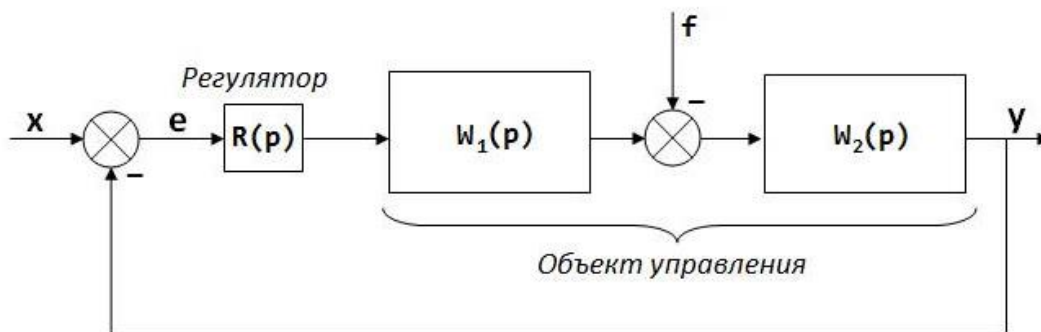 f
Регулятор
–
x
e
R(p)
W₁(p)
W₂(p)
y
–
Объект управления